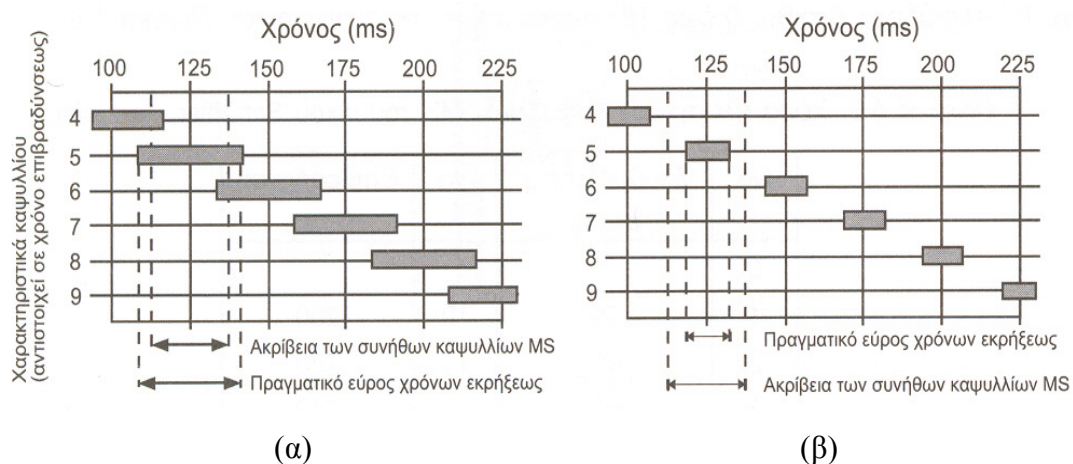 Χρόνος (ms)
100 125 150 175 200 225
Χαρακτηριστικά καψυλλίου
(αντιστοιχεί σε χρόνο επιβραδύνσεως)
4
5
6
7
8
9
Ακρίβεια των συνήθων καψυλλίων MS
Πραγματικό εύρος χρόνων εκρήξεως
(α)
Χρόνος (ms)
100 125 150 175 200 225
4
5
6
7
8
9
Πραγματικό εύρος χρόνων εκρήξεως
Ακρίβεια των συνήθων καψυλλίων MS
(β)